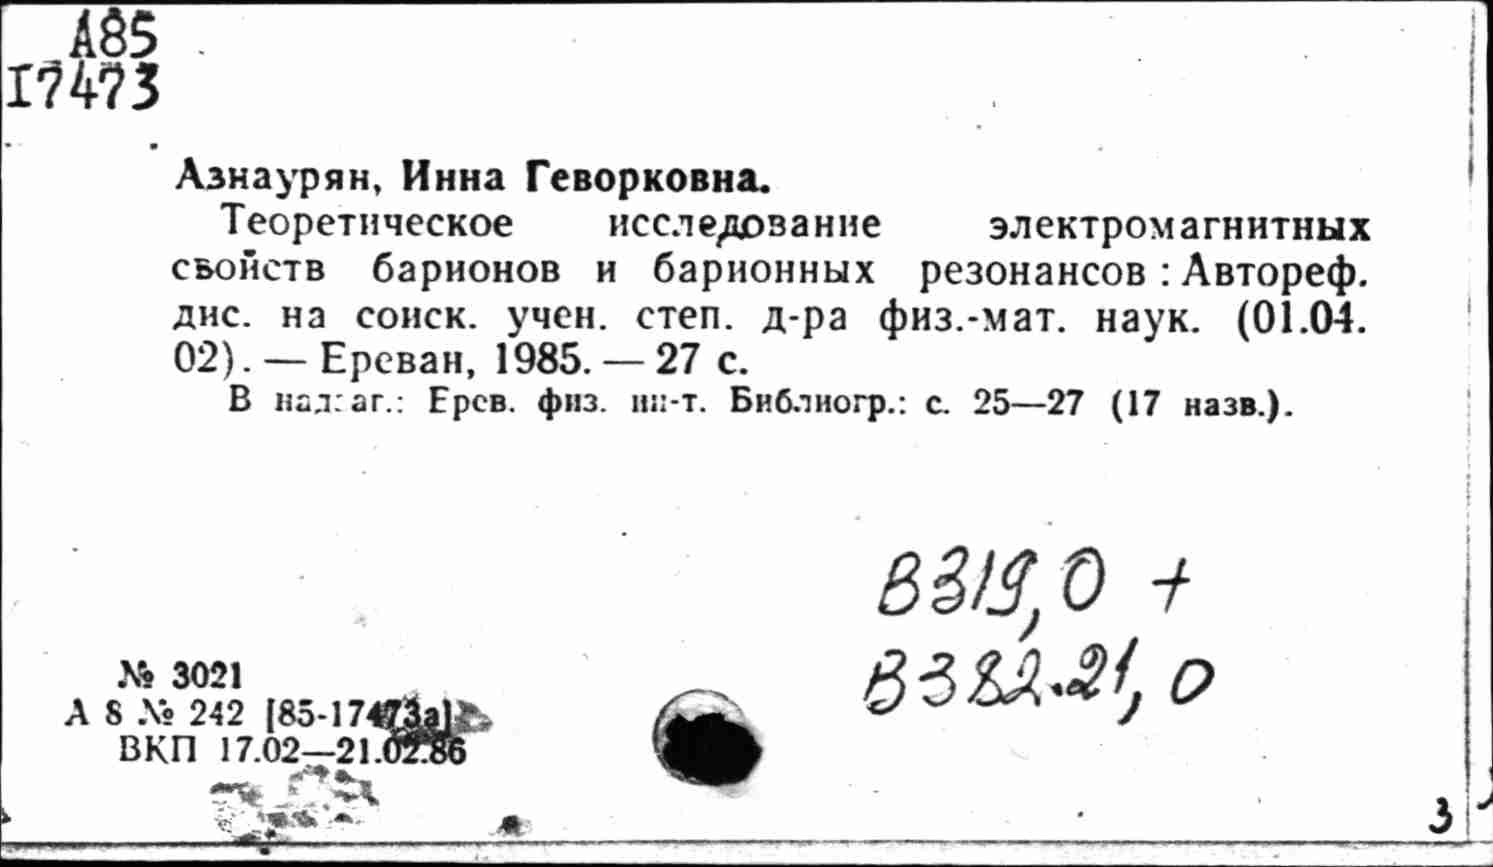 А85
I7473
Азнаурян, Инна Геворковна.
Теоретическое исследование электромагнитных
свойств барионов и барионных резонансов : Автореф.
дис. на соиск. учен. степ. д-ра физ.-мат. наук. (01.04.
02). — Ереван, 1985. — 27 с.
В надзаг.: Ерев. физ. ин-т. Библиогр.: с. 25—27 (17 назв.).
В319,0 +
В382.21,0
№ 3021
А 8 № 242 [85-17473а]
ВКП 17.02—21.02.86
3